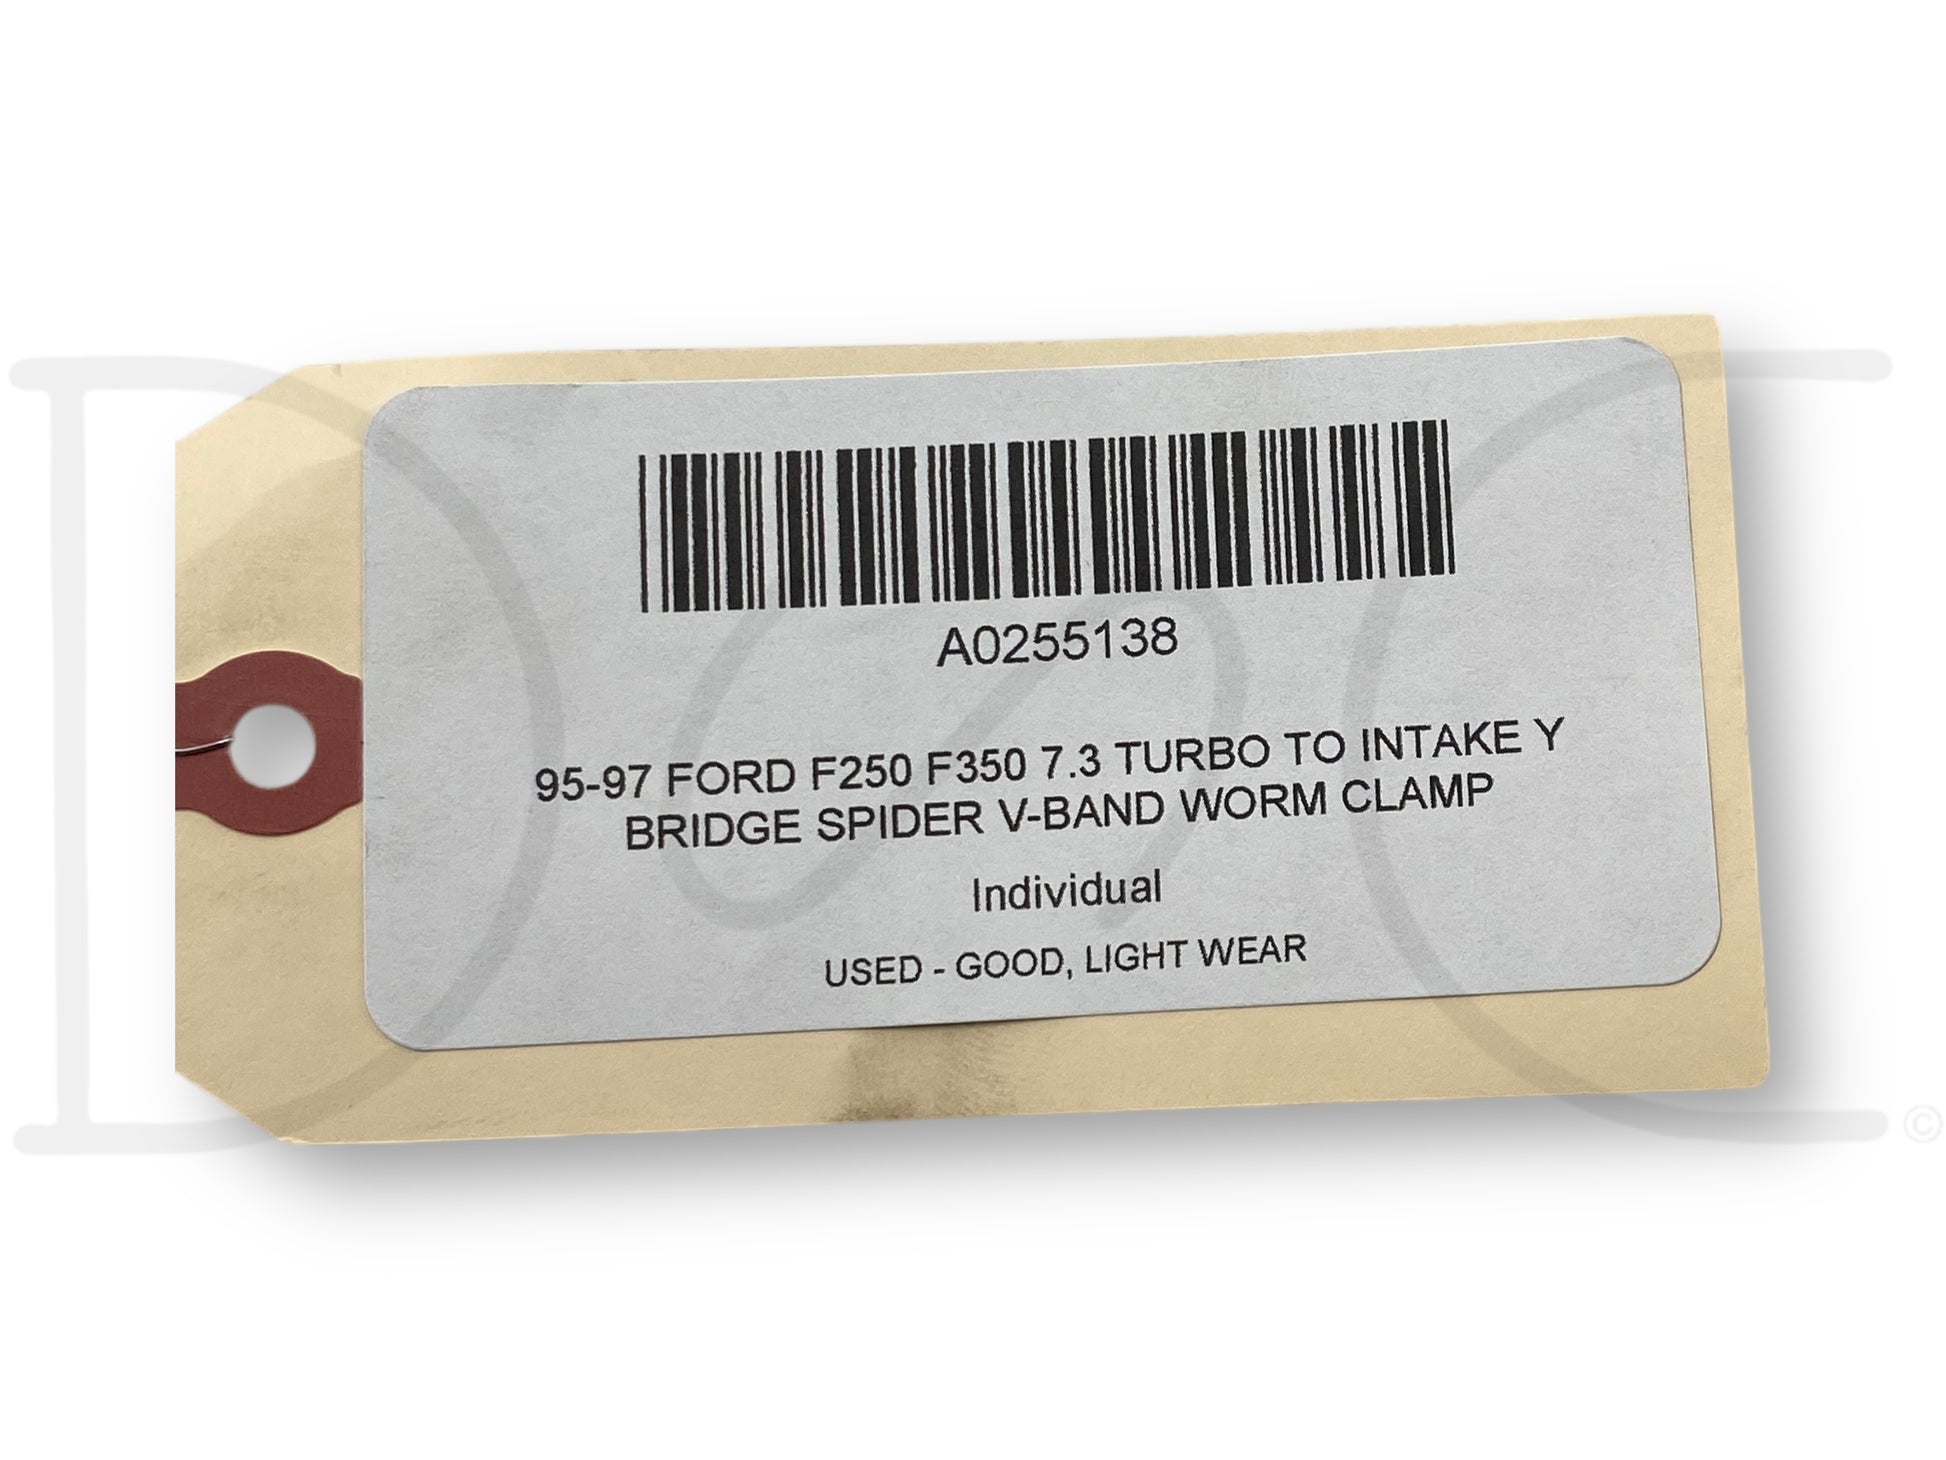 A0255138
95-97 FORD F250 F350 7.3 TURBO TO INTAKE Y
BRIDGE SPIDER V-BAND WORM CLAMP
Individual
USED - GOOD, LIGHT WEAR
©